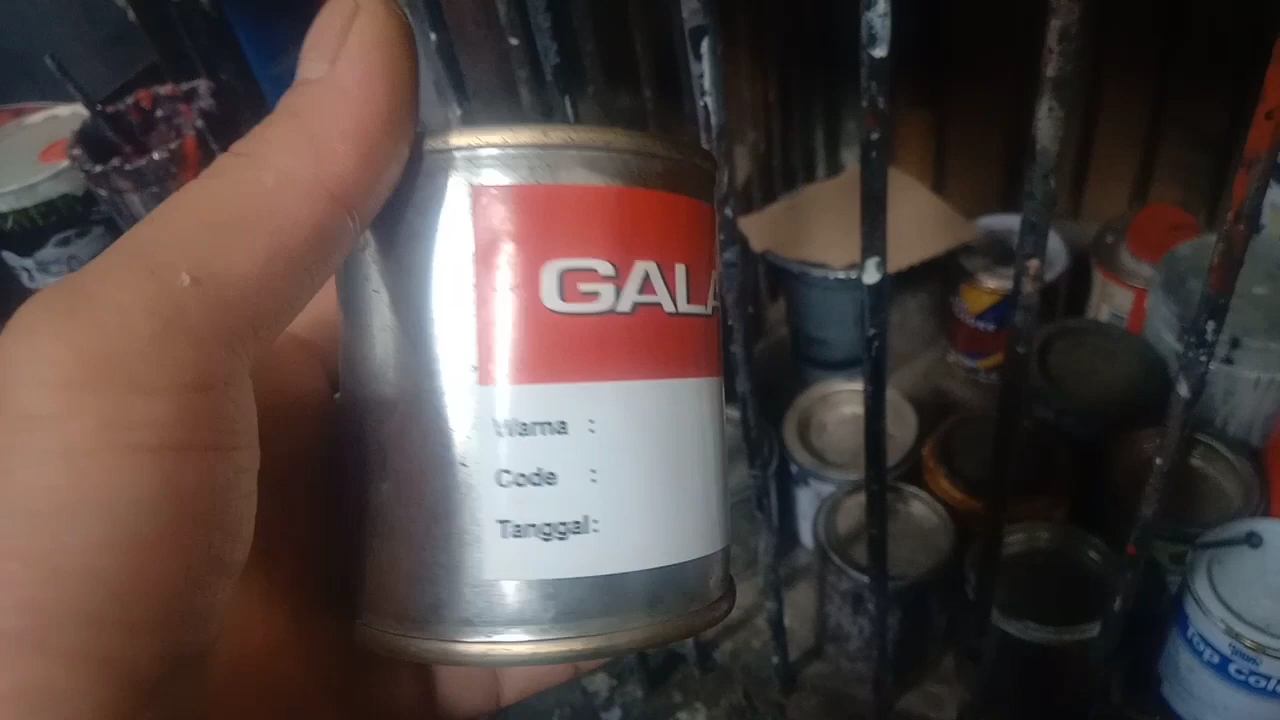 GALA
Warna :
Code :
Tanggal:
Top Col